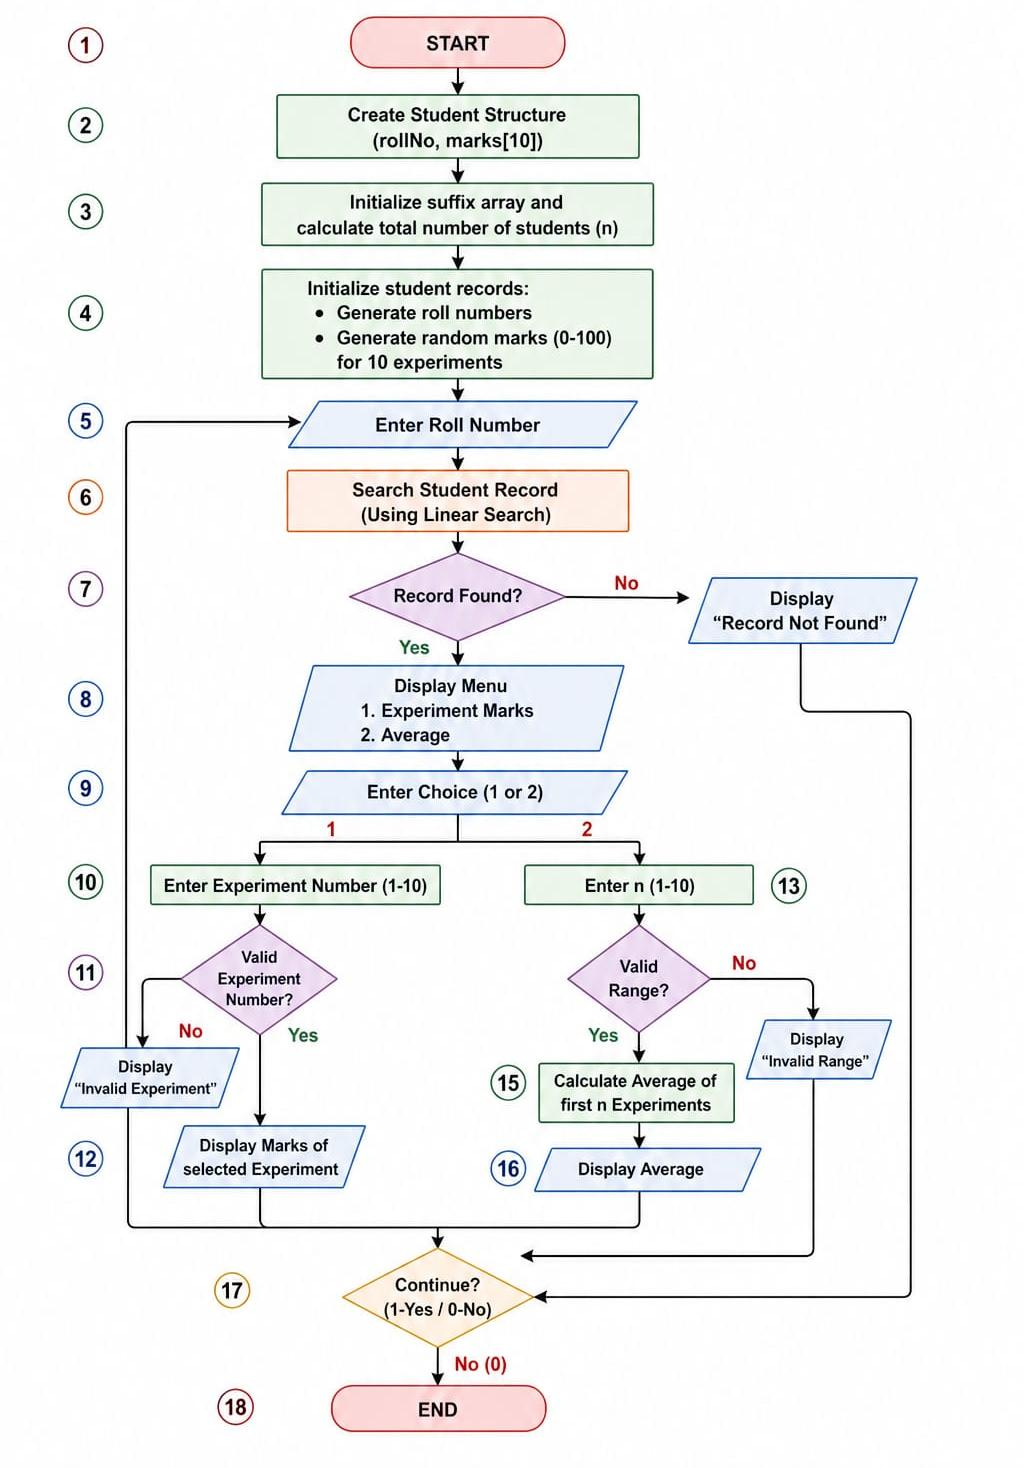 1
START
2
Create Student Structure
(rollNo, marks[10])
3
Initialize suffix array and
calculate total number of students (n)
4
Initialize student records:
• Generate roll numbers
• Generate random marks (0-100)
for 10 experiments
5
Enter Roll Number
6
Search Student Record
(Using Linear Search)
7
Record Found?
No
Display
“Record Not Found”
Yes
8
Display Menu
1. Experiment Marks
2. Average
9
Enter Choice (1 or 2)
1
2
10
Enter Experiment Number (1-10)
Enter n (1-10)
13
11
Valid
Experiment
Number?
No
Yes
Valid
Range?
No
Yes
Display
“Invalid Experiment”
Display
“Invalid Range”
15
Calculate Average of
first n Experiments
12
Display Marks of
selected Experiment
16
Display Average
17
Continue?
(1-Yes / 0-No)
No (0)
18
END